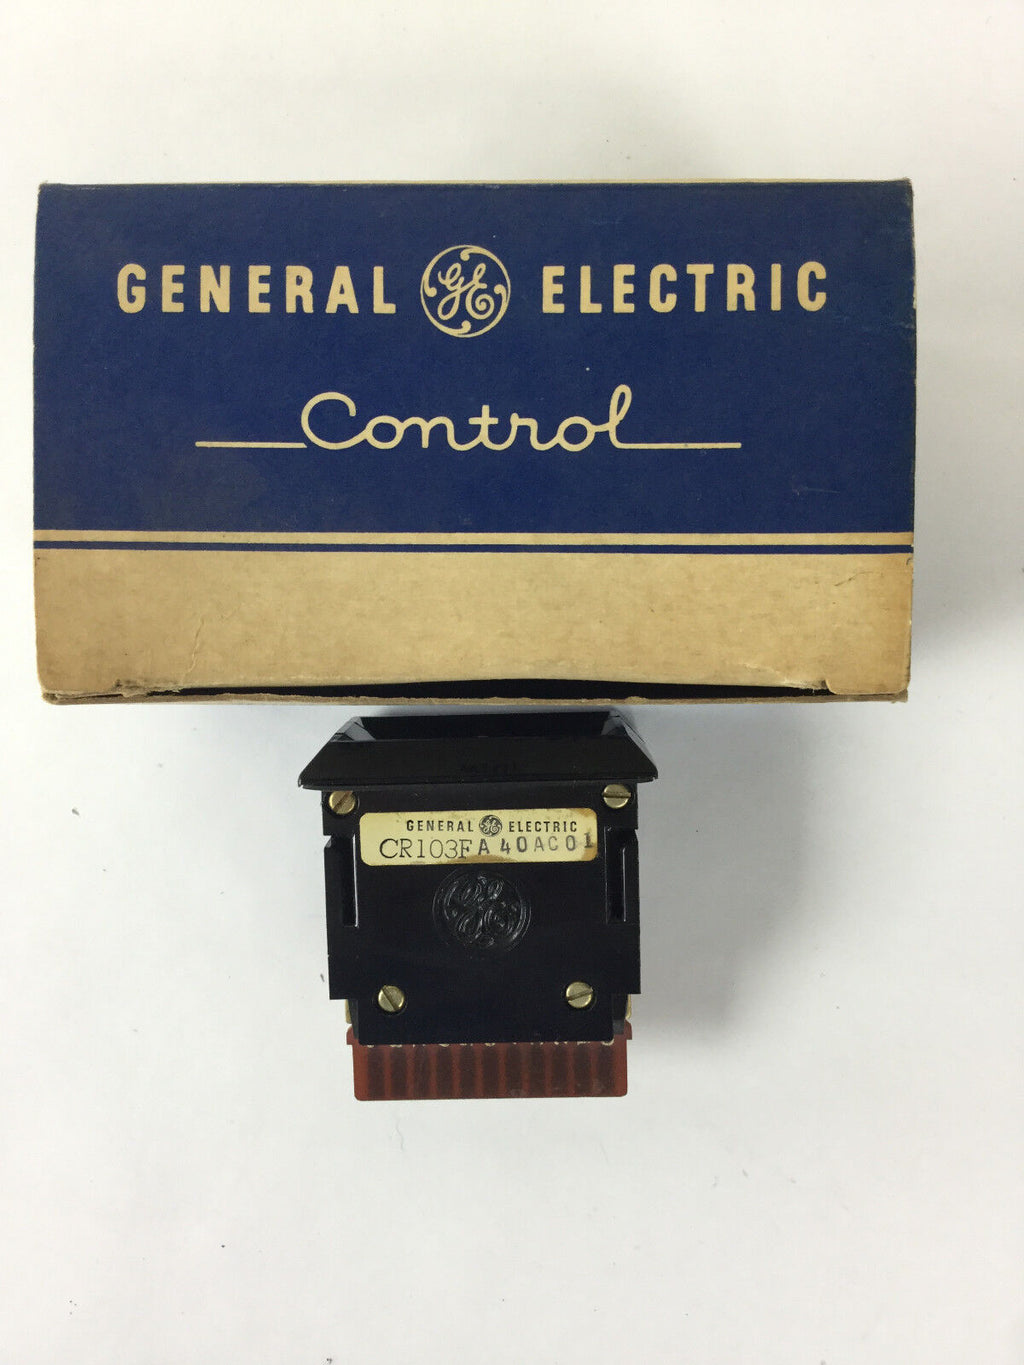 GENERAL GE ELECTRIC
Control
GENERAL GE ELECTRIC
CR103FA40AC01
GE